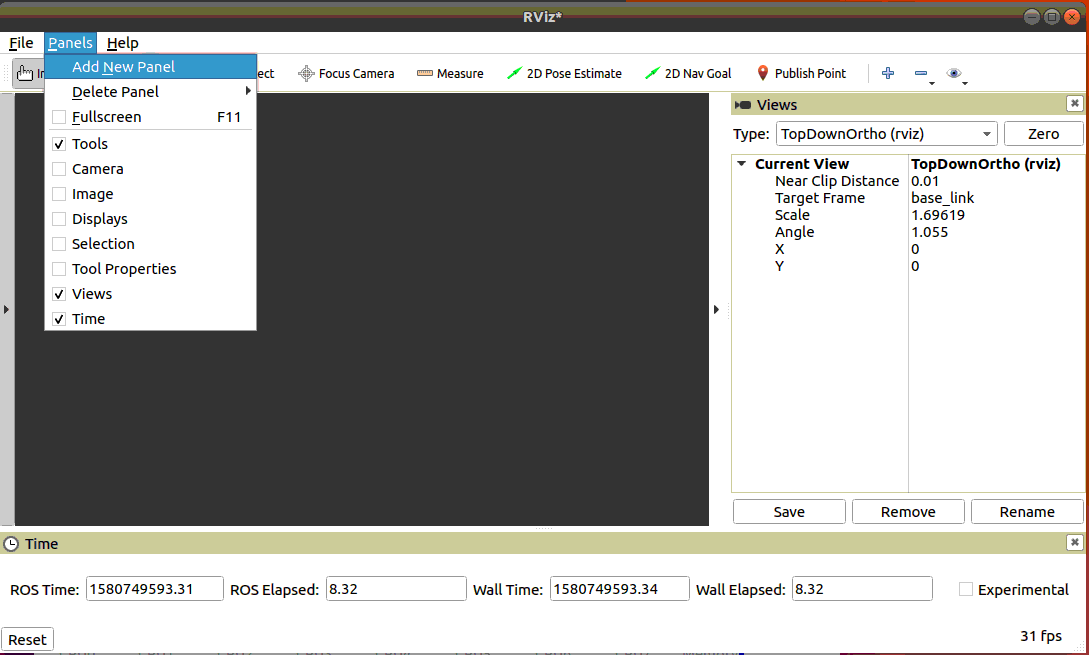 RViz*
File Panels Help
In
ect Focus Camera Measure 2D Pose Estimate 2D Nav Goal Publish Point
Add New Panel
Delete Panel
Fullscreen F11
Tools
Camera
Image
Displays
Selection
Tool Properties
Views
Time
Views
Type: TopDownOrtho (rviz) Zero
Current View TopDownOrtho (rviz)
Near Clip Distance 0.01
Target Frame base_link
Scale 1.69619
Angle 1.055
X 0
Y 0
Save Remove Rename
Time
ROS Time: 1580749593.31 ROS Elapsed: 8.32 Wall Time: 1580749593.34 Wall Elapsed: 8.32 Experimental
Reset 31 fps